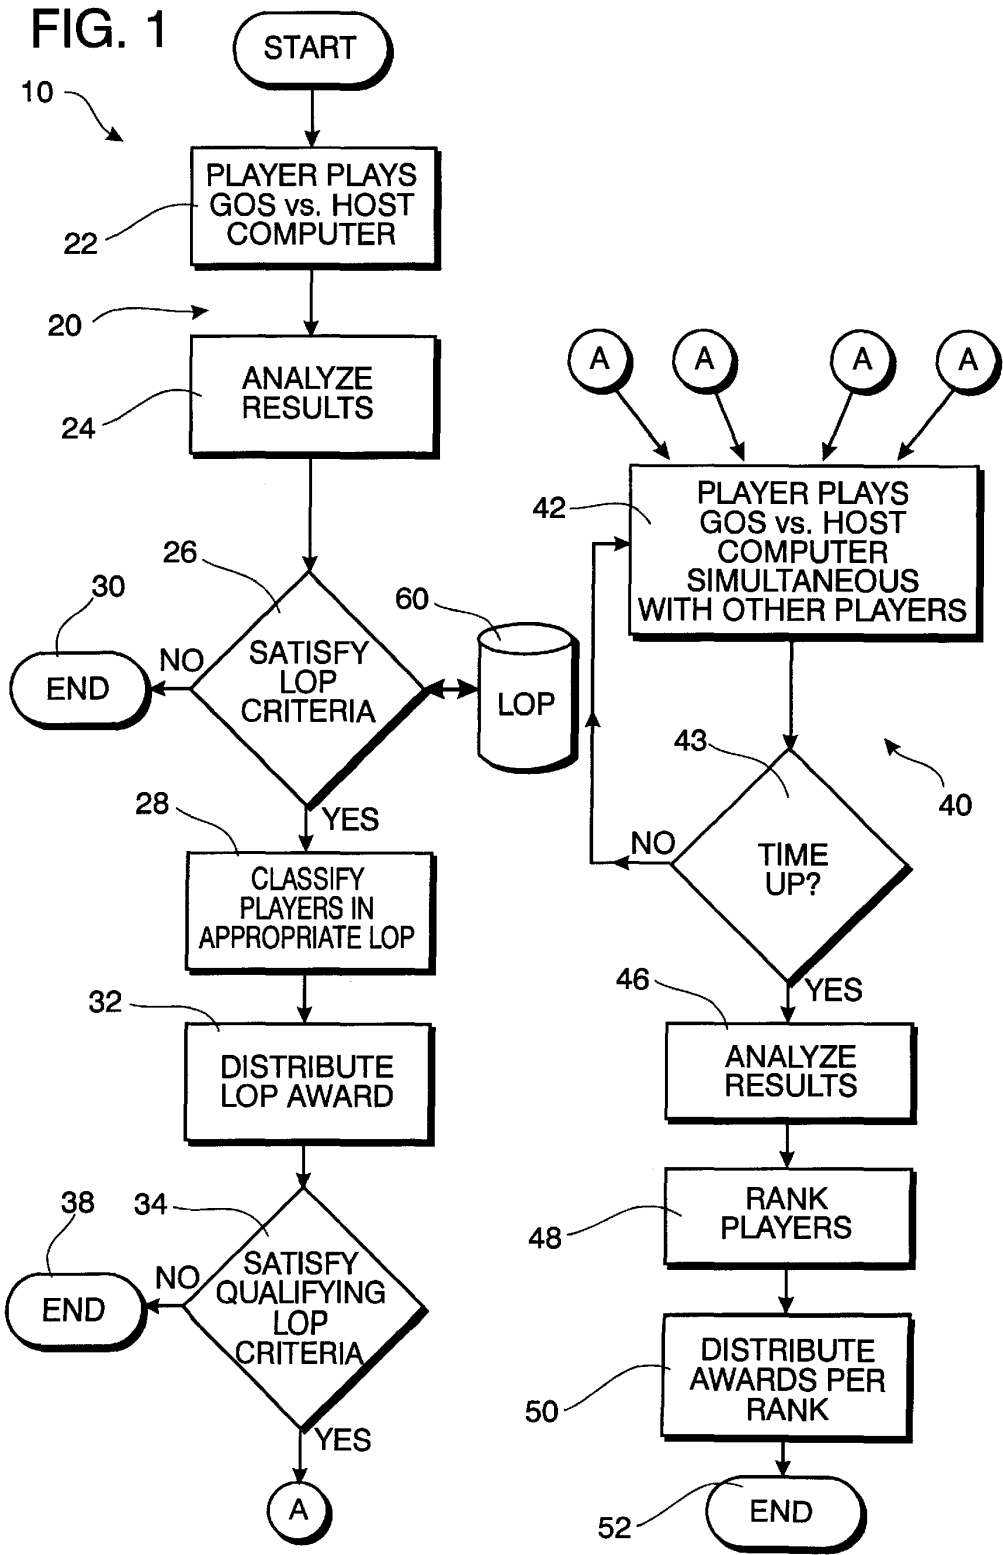 FIG. 1
START
10
PLAYER PLAYS
GOS vs. HOST
COMPUTER
22
20
ANALYZE
RESULTS
24
26
SATISFY
LOP
CRITERIA
NO
30
END
60
LOP
YES
28
CLASSIFY
PLAYERS IN
APPROPRIATE LOP
32
DISTRIBUTE
LOP AWARD
34
SATISFY
QUALIFYING
LOP
CRITERIA
NO
38
END
YES
A
A
A
A
A
42
PLAYER PLAYS
GOS vs. HOST
COMPUTER
SIMULTANEOUS
WITH OTHER PLAYERS
43
40
TIME
UP?
NO
YES
46
ANALYZE
RESULTS
RANK
PLAYERS
48
DISTRIBUTE
AWARDS PER
RANK
50
END
52